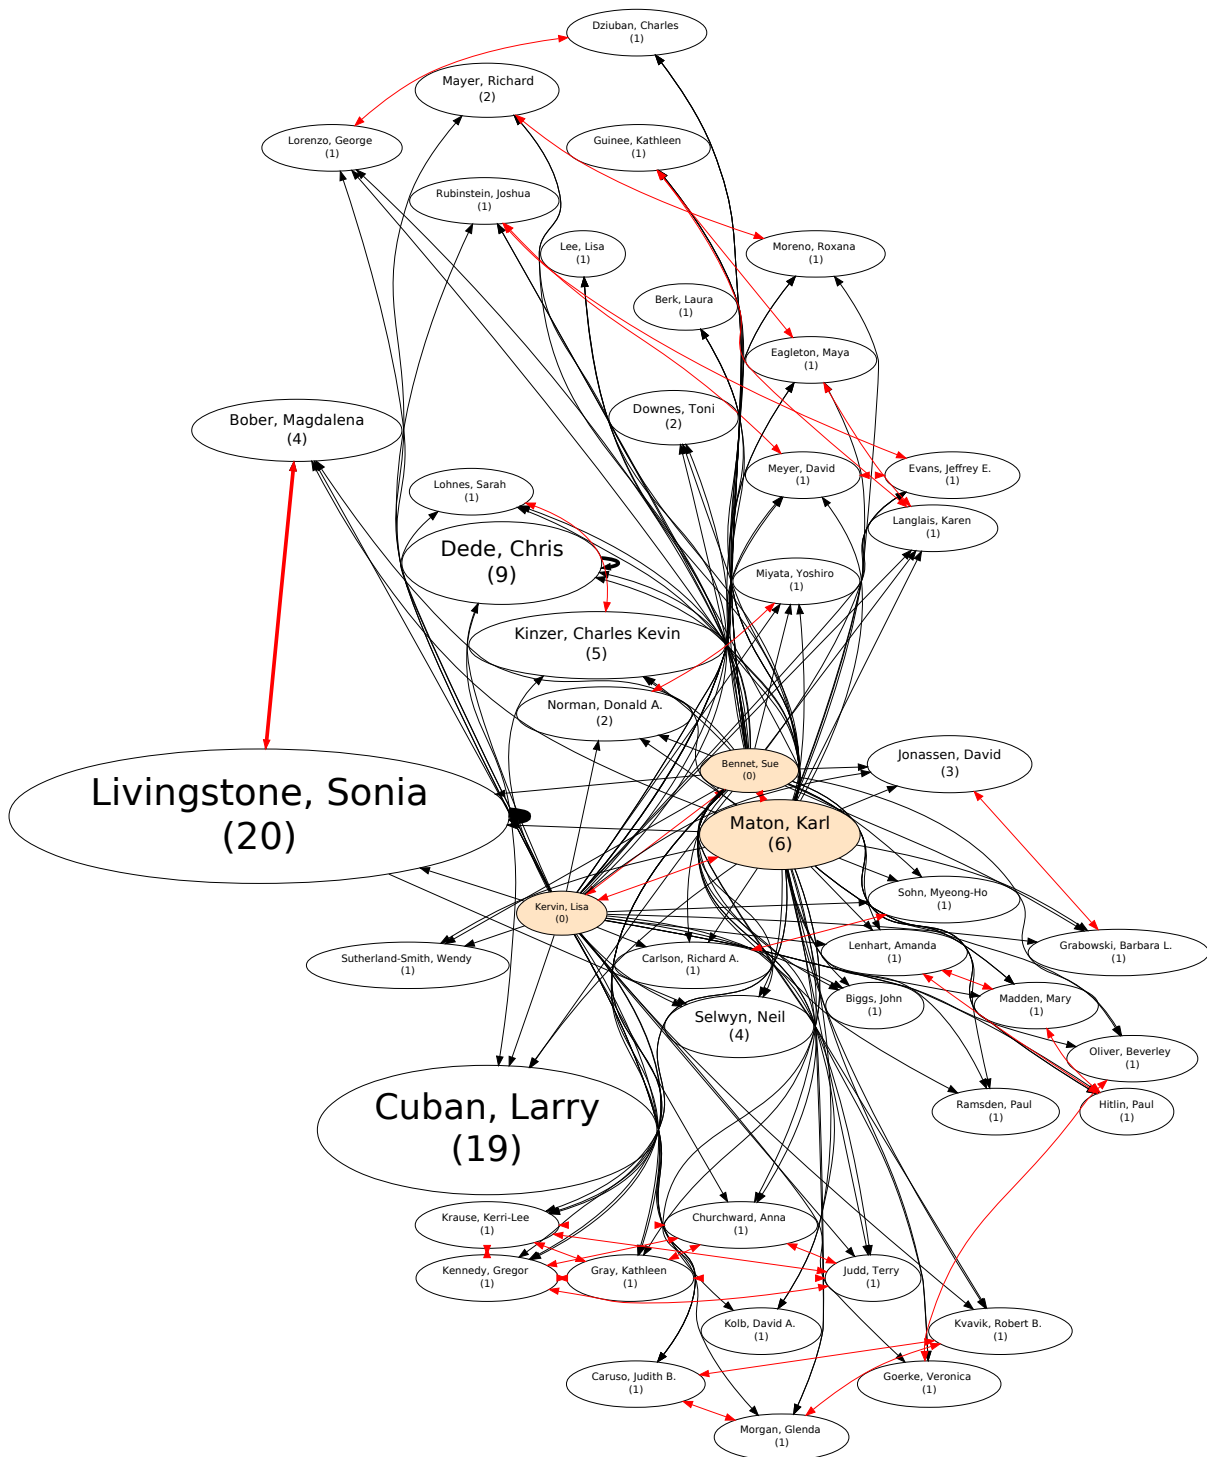 Dziuban, Charles
(1)
Mayer, Richard
(2)
Lorenzo, George
(1)
Guinee, Kathleen
(1)
Rubinstein, Joshua
(1)
Lee, Lisa
(1)
Moreno, Roxana
(1)
Berk, Laura
(1)
Eagleton, Maya
(1)
Bober, Magdalena
(4)
Downes, Toni
(2)
Meyer, David
(1)
Evans, Jeffrey E.
(1)
Lohnes, Sarah
(1)
Langlais, Karen
(1)
Dede, Chris
(9)
Miyata, Yoshiro
(1)
Kinzer, Charles Kevin
(5)
Norman, Donald A.
(2)
Bennet, Sue
(0)
Jonassen, David
(3)
Livingstone, Sonia
(20)
Maton, Karl
(6)
Sohn, Myeong-Ho
(1)
Kervin, Lisa
(0)
Sutherland-Smith, Wendy
(1)
Carlson, Richard A.
(1)
Lenhart, Amanda
(1)
Grabowski, Barbara L.
(1)
Biggs, John
(1)
Madden, Mary
(1)
Selwyn, Neil
(4)
Oliver, Beverley
(1)
Cuban, Larry
(19)
Ramsden, Paul
(1)
Hitlin, Paul
(1)
Krause, Kerri-Lee
(1)
Churchward, Anna
(1)
Kennedy, Gregor
(1)
Gray, Kathleen
(1)
Judd, Terry
(1)
Kolb, David A.
(1)
Kvavik, Robert B.
(1)
Caruso, Judith B.
(1)
Goerke, Veronica
(1)
Morgan, Glenda
(1)